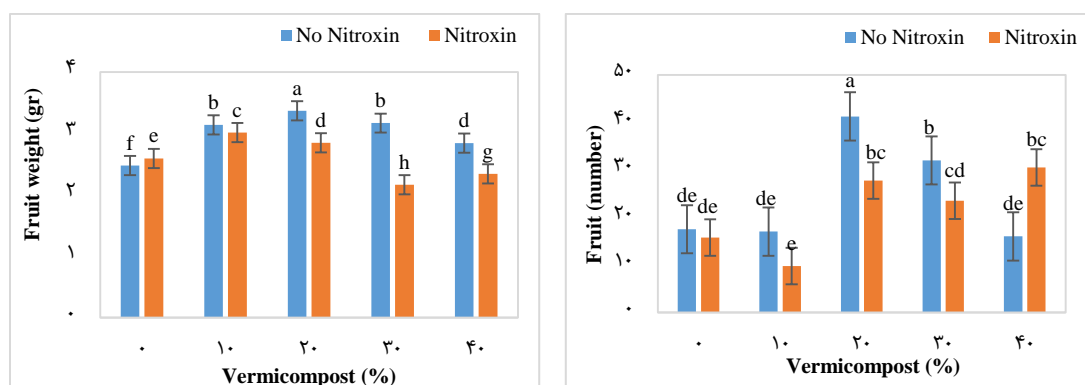 No Nitroxin Nitroxin
Fruit weight (gr)
۴
۳
۲
۱
۰
f e b c a d b h d g
۰ ۱۰ ۲۰ ۳۰ ۴۰
Vermicompost (%)
No Nitroxin Nitroxin
Fruit (number)
۵۰
۴۰
۳۰
۲۰
۱۰
۰
de de de e a bc b cd de bc
۰ ۱۰ ۲۰ ۳۰ ۴۰
Vermicompost (%)